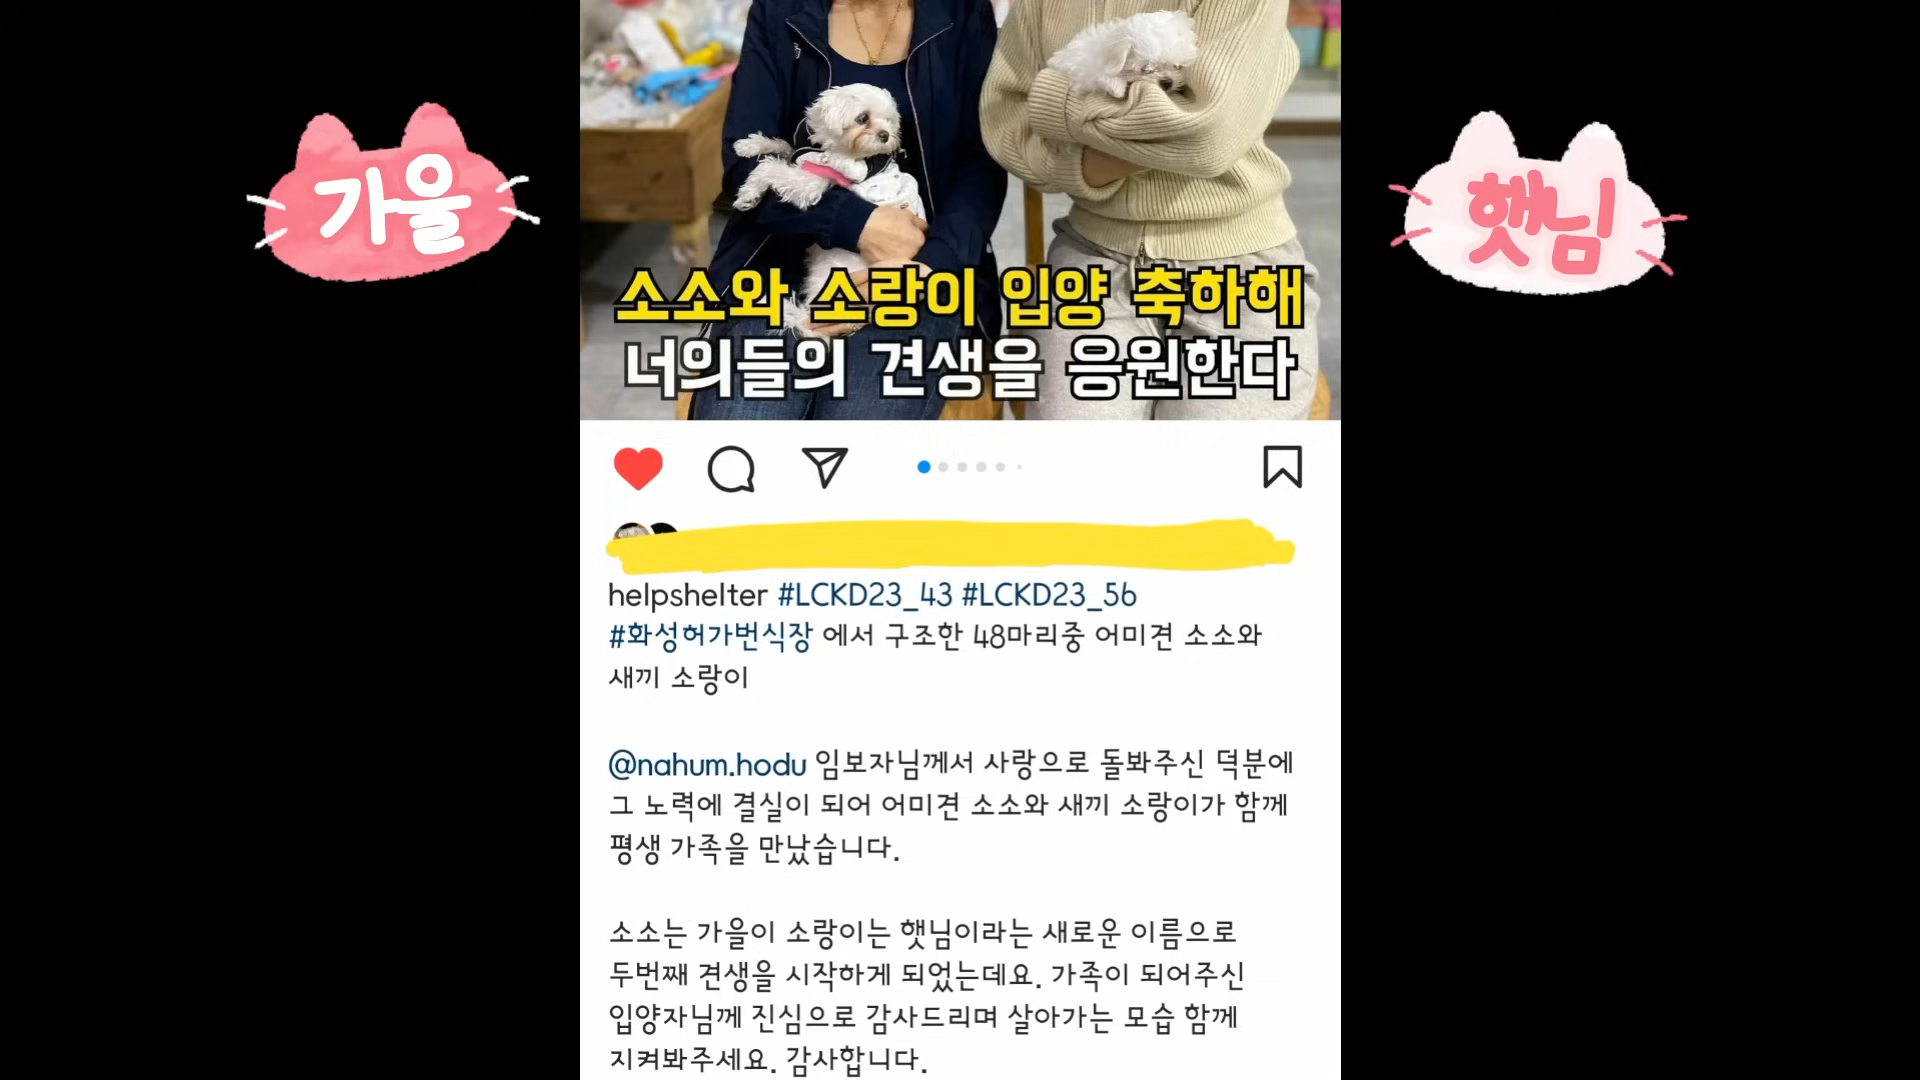 가울
햇님
소소와 소랑이 입양 축하해
너의들의 견생을 응원한다
helpshelter #LCKD23_43 #LCKD23_56
#화성허가번식장 에서 구조한 48마리중 어미견 소소와
새끼 소랑이
@nahum.hodu 임보자님께서 사랑으로 돌봐주신 덕분에
그 노력에 결실이 되어 어미견 소소와 새끼 소랑이가 함께
평생 가족을 만났습니다.
소소는 가을이 소랑이는 햇님이라는 새로운 이름으로
두번째 견생을 시작하게 되었는데요. 가족이 되어주신
입양자님께 진심으로 감사드리며 살아가는 모습 함께
지켜봐주세요. 감사합니다.